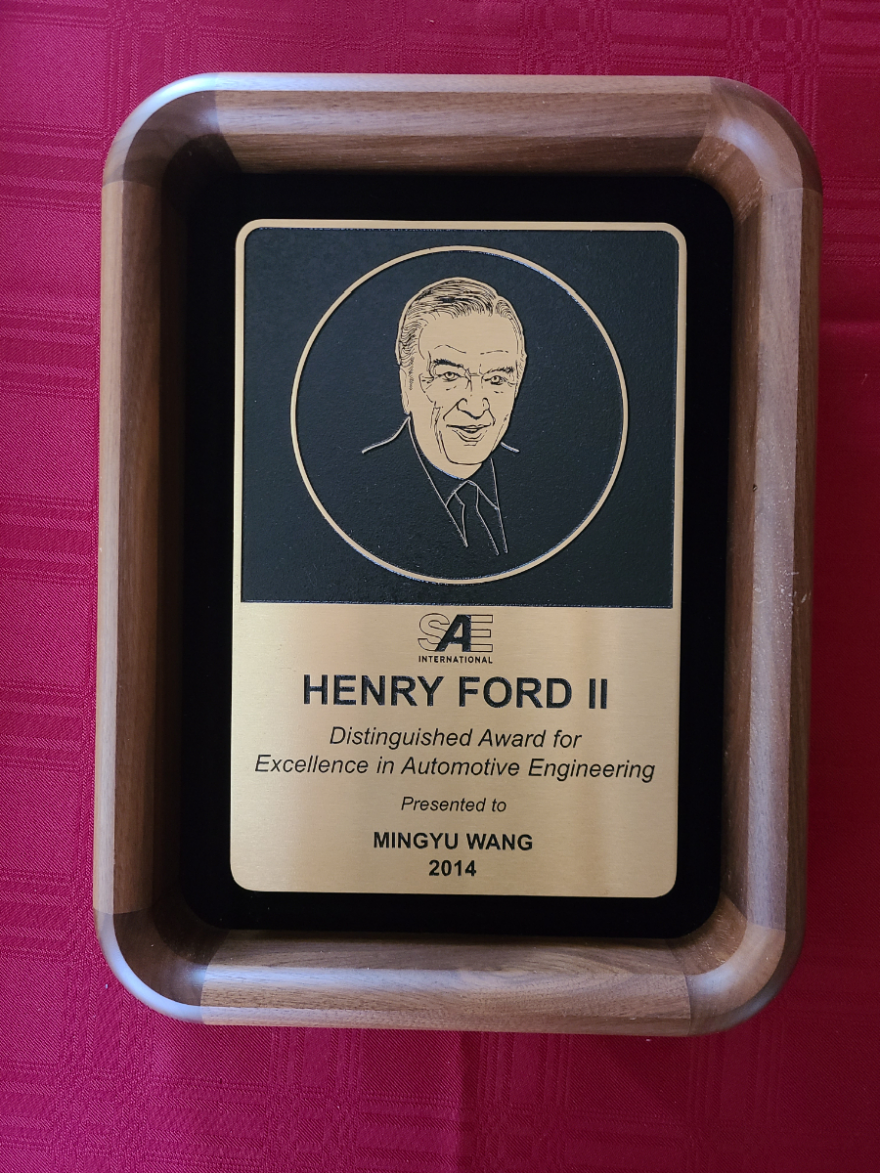 SAE
INTERNATIONAL
HENRY FORD II
Distinguished Award for
Excellence in Automotive Engineering
Presented to
MINGYU WANG
2014